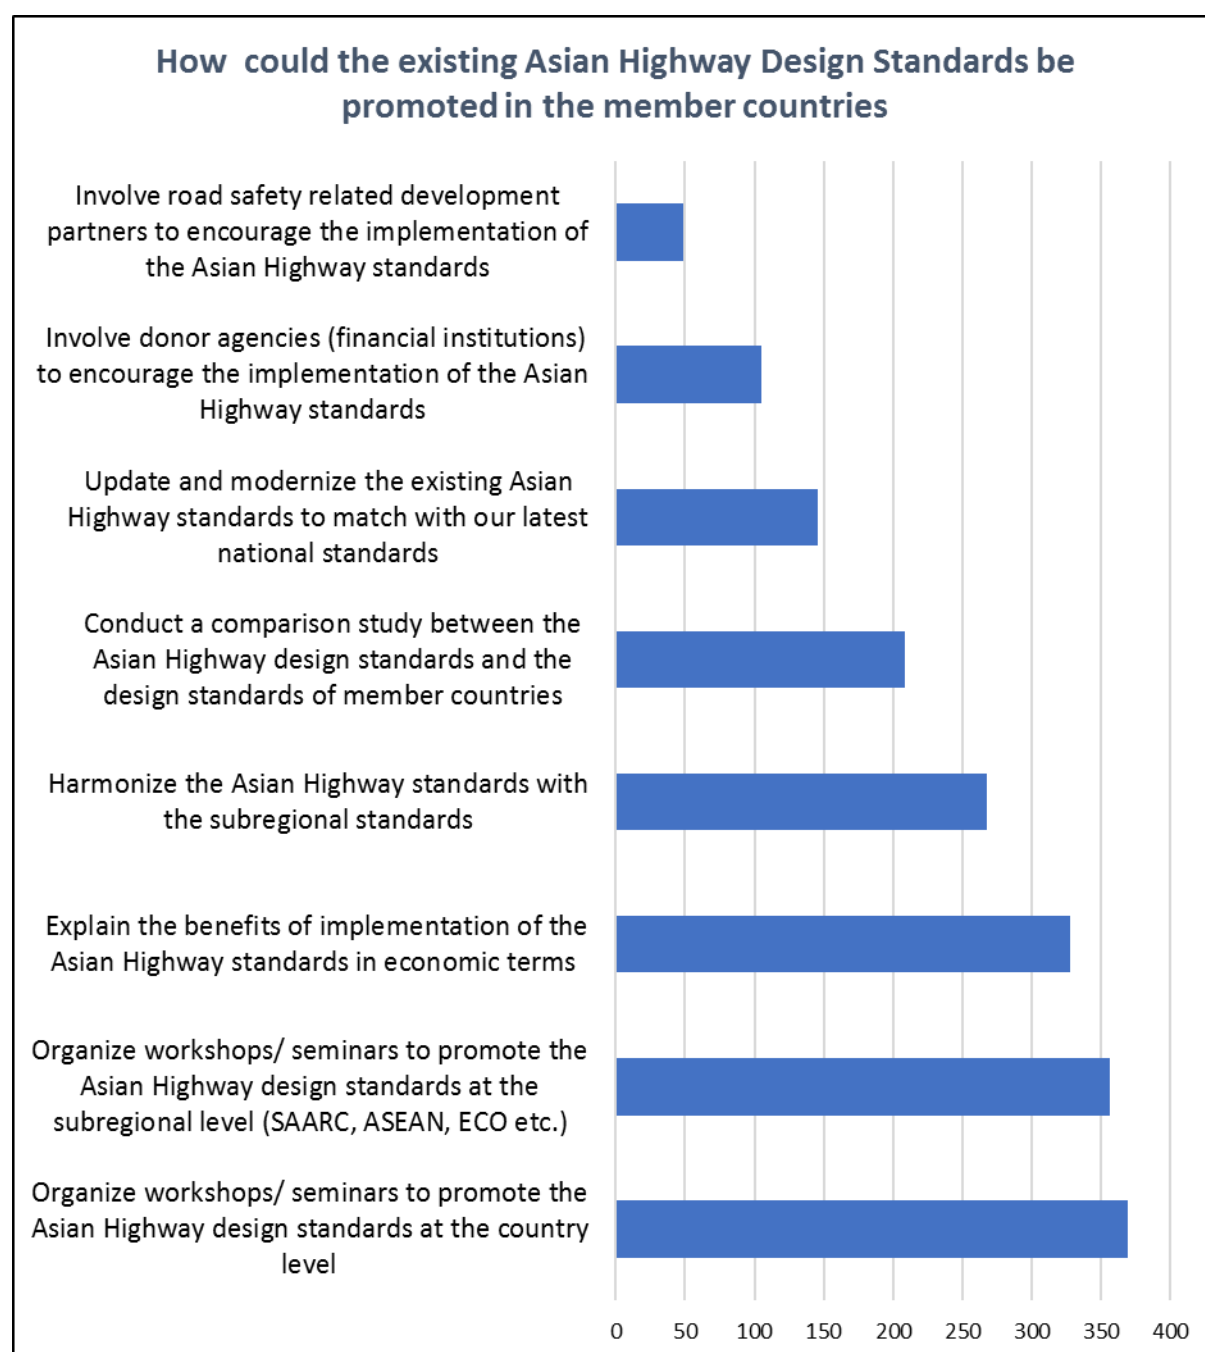 How could the existing Asian Highway Design Standards be
promoted in the member countries
Involve road safety related development
partners to encourage the implementation of
the Asian Highway standards
Involve donor agencies (financial institutions)
to encourage the implementation of the Asian
Highway standards
Update and modernize the existing Asian
Highway standards to match with our latest
national standards
Conduct a comparison study between the
Asian Highway design standards and the
design standards of member countries
Harmonize the Asian Highway standards with
the subregional standards
Explain the benefits of implementation of the
Asian Highway standards in economic terms
Organize workshops/ seminars to promote the
Asian Highway design standards at the
subregional level (SAARC, ASEAN, ECO etc.)
Organize workshops/ seminars to promote the
Asian Highway design standards at the country
level
0 50 100 150 200 250 300 350 400